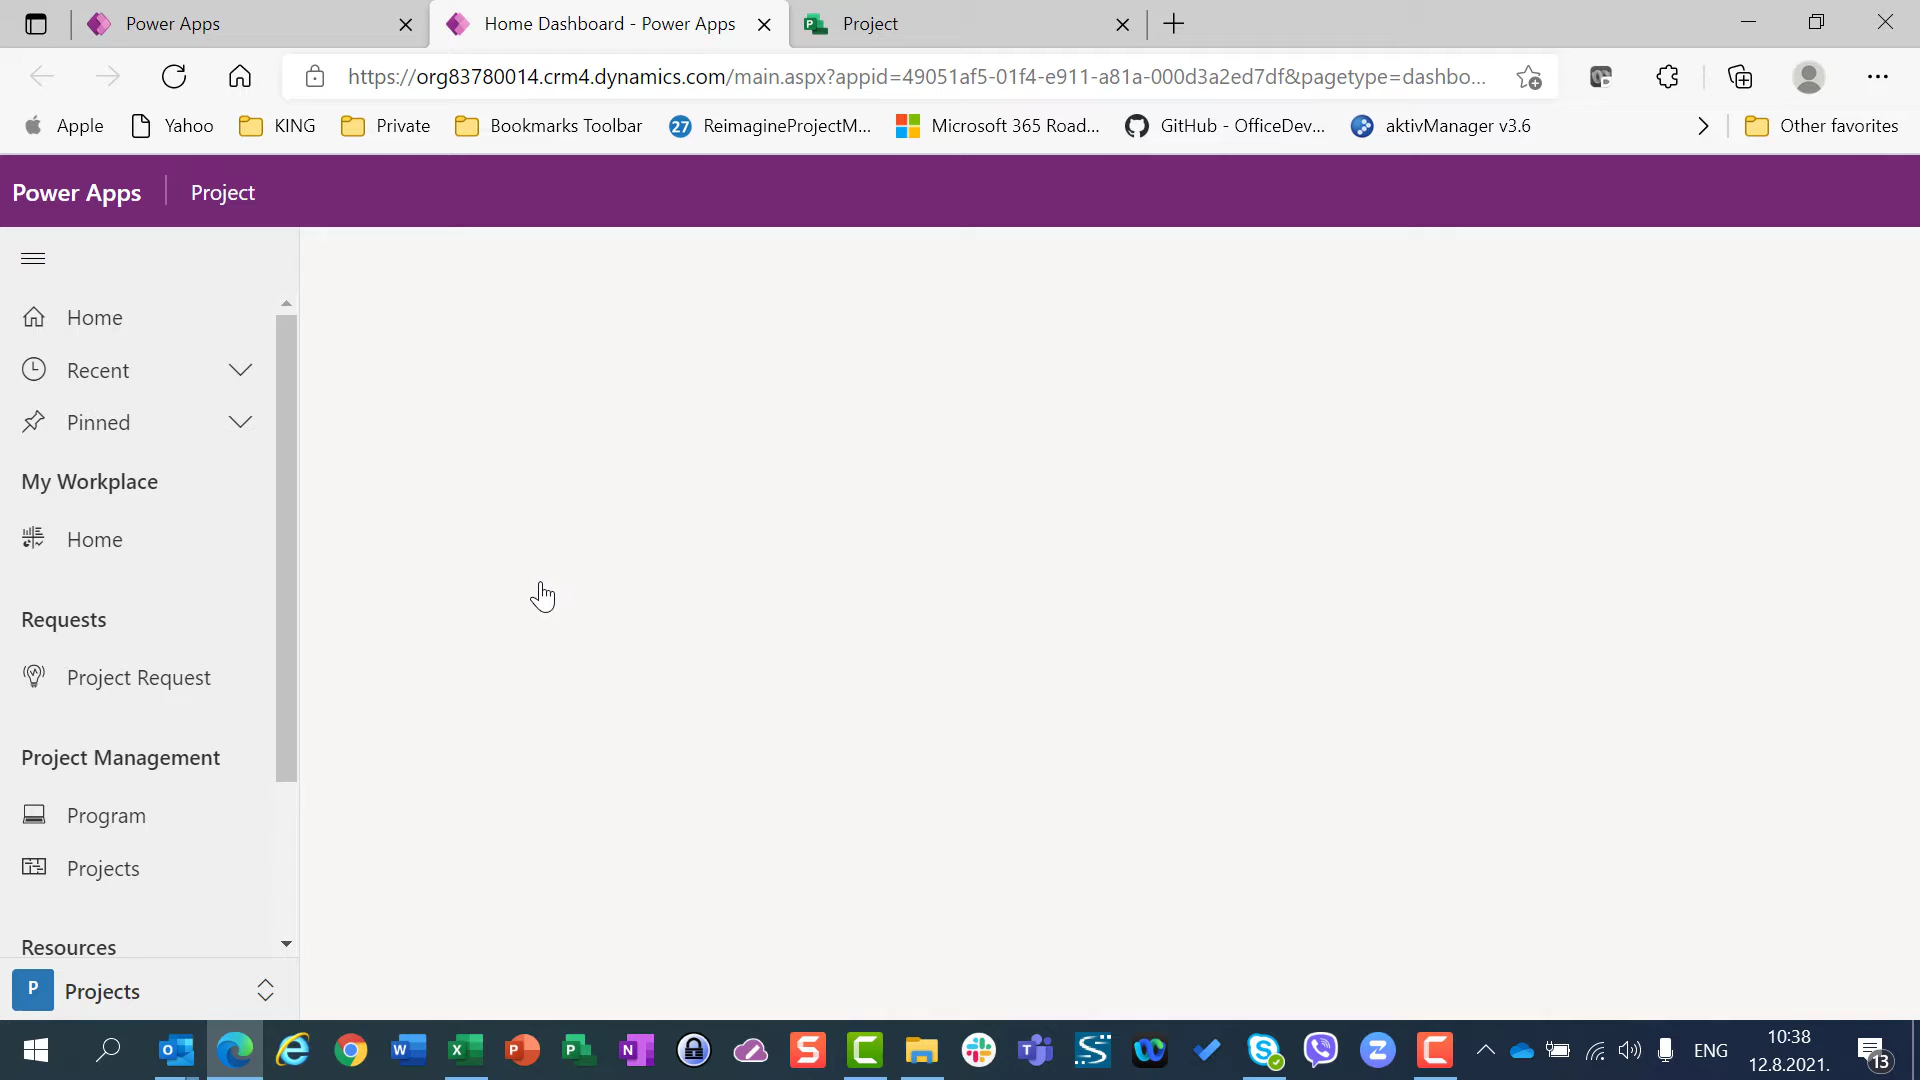 Power Apps
Home Dashboard - Power Apps
Project
https://org83780014.crm4.dynamics.com/main.aspx?appid=49051af5-01f4-e911-a81a-000d3a2ed7df&pagetype=dashbo...
Apple
Yahoo
KING
Private
Bookmarks Toolbar
27
ReimagineProjectM...
Microsoft 365 Road...
GitHub - OfficeDev...
aktivManager v3.6
Other favorites
Power Apps
Project
Home
Recent
Pinned
My Workplace
Home
Requests
Project Request
Project Management
Program
Projects
Resources
P
Projects
ENG
10:38
12.8.2021.
13